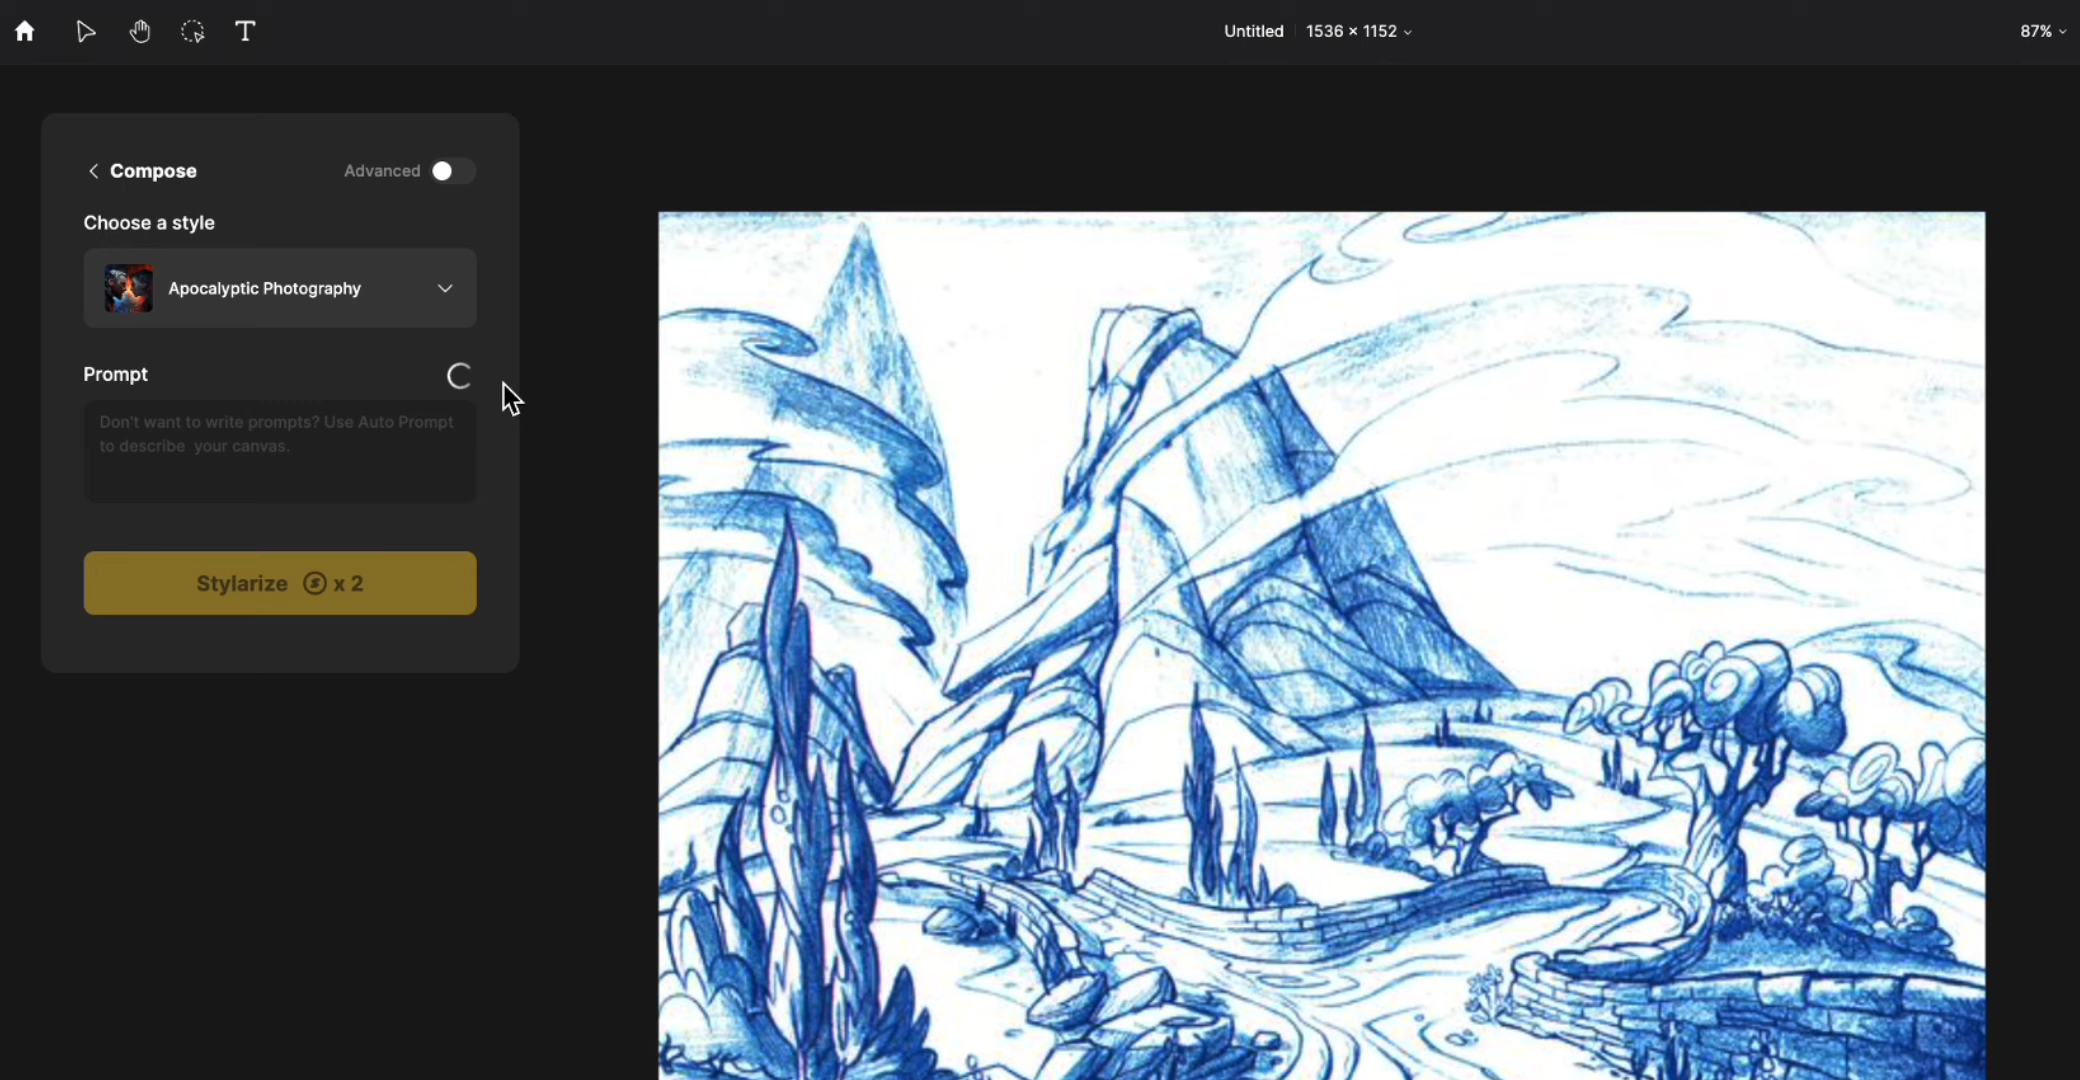 T
Untitled
1536 × 1152
87%
Compose
Advanced
Choose a style
Apocalyptic Photography
Prompt
Don't want to write prompts? Use Auto Prompt
to describe your canvas.
Stylarize x 2